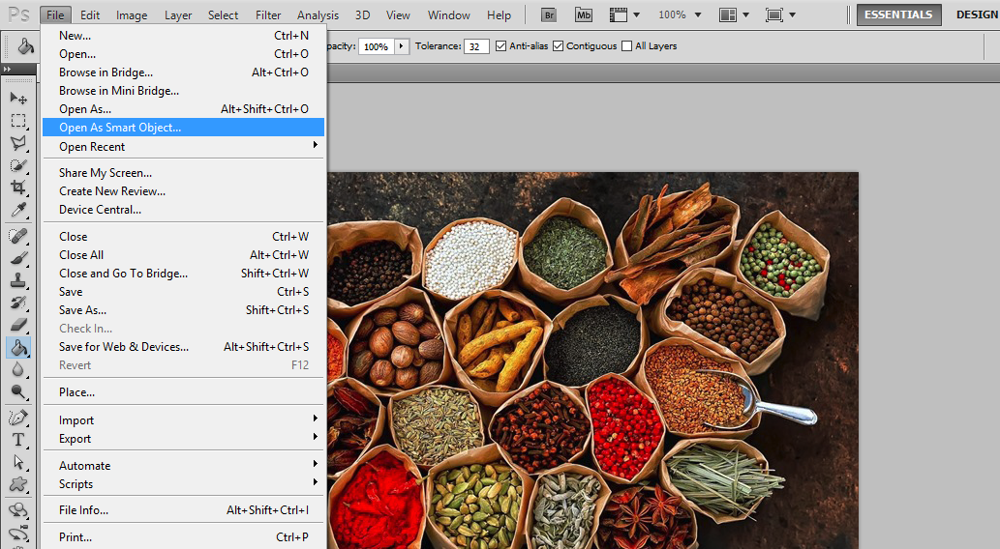 Ps File Edit Image Layer Select Filter Analysis 3D View Window Help Br Mb 100% ESSENTIALS DESIGN
pacity: 100% Tolerance: 32 Anti-alias Contiguous All Layers
New... Ctrl+N
Open... Ctrl+O
Browse in Bridge... Alt+Ctrl+O
Browse in Mini Bridge...
Open As... Alt+Shift+Ctrl+O
Open As Smart Object...
Open Recent
Share My Screen...
Create New Review...
Device Central...
Close Ctrl+W
Close All Alt+Ctrl+W
Close and Go To Bridge... Shift+Ctrl+W
Save Ctrl+S
Save As... Shift+Ctrl+S
Check In...
Save for Web & Devices... Alt+Shift+Ctrl+S
Revert F12
Place...
Import
Export
Automate
Scripts
File Info... Alt+Shift+Ctrl+I
Print... Ctrl+P